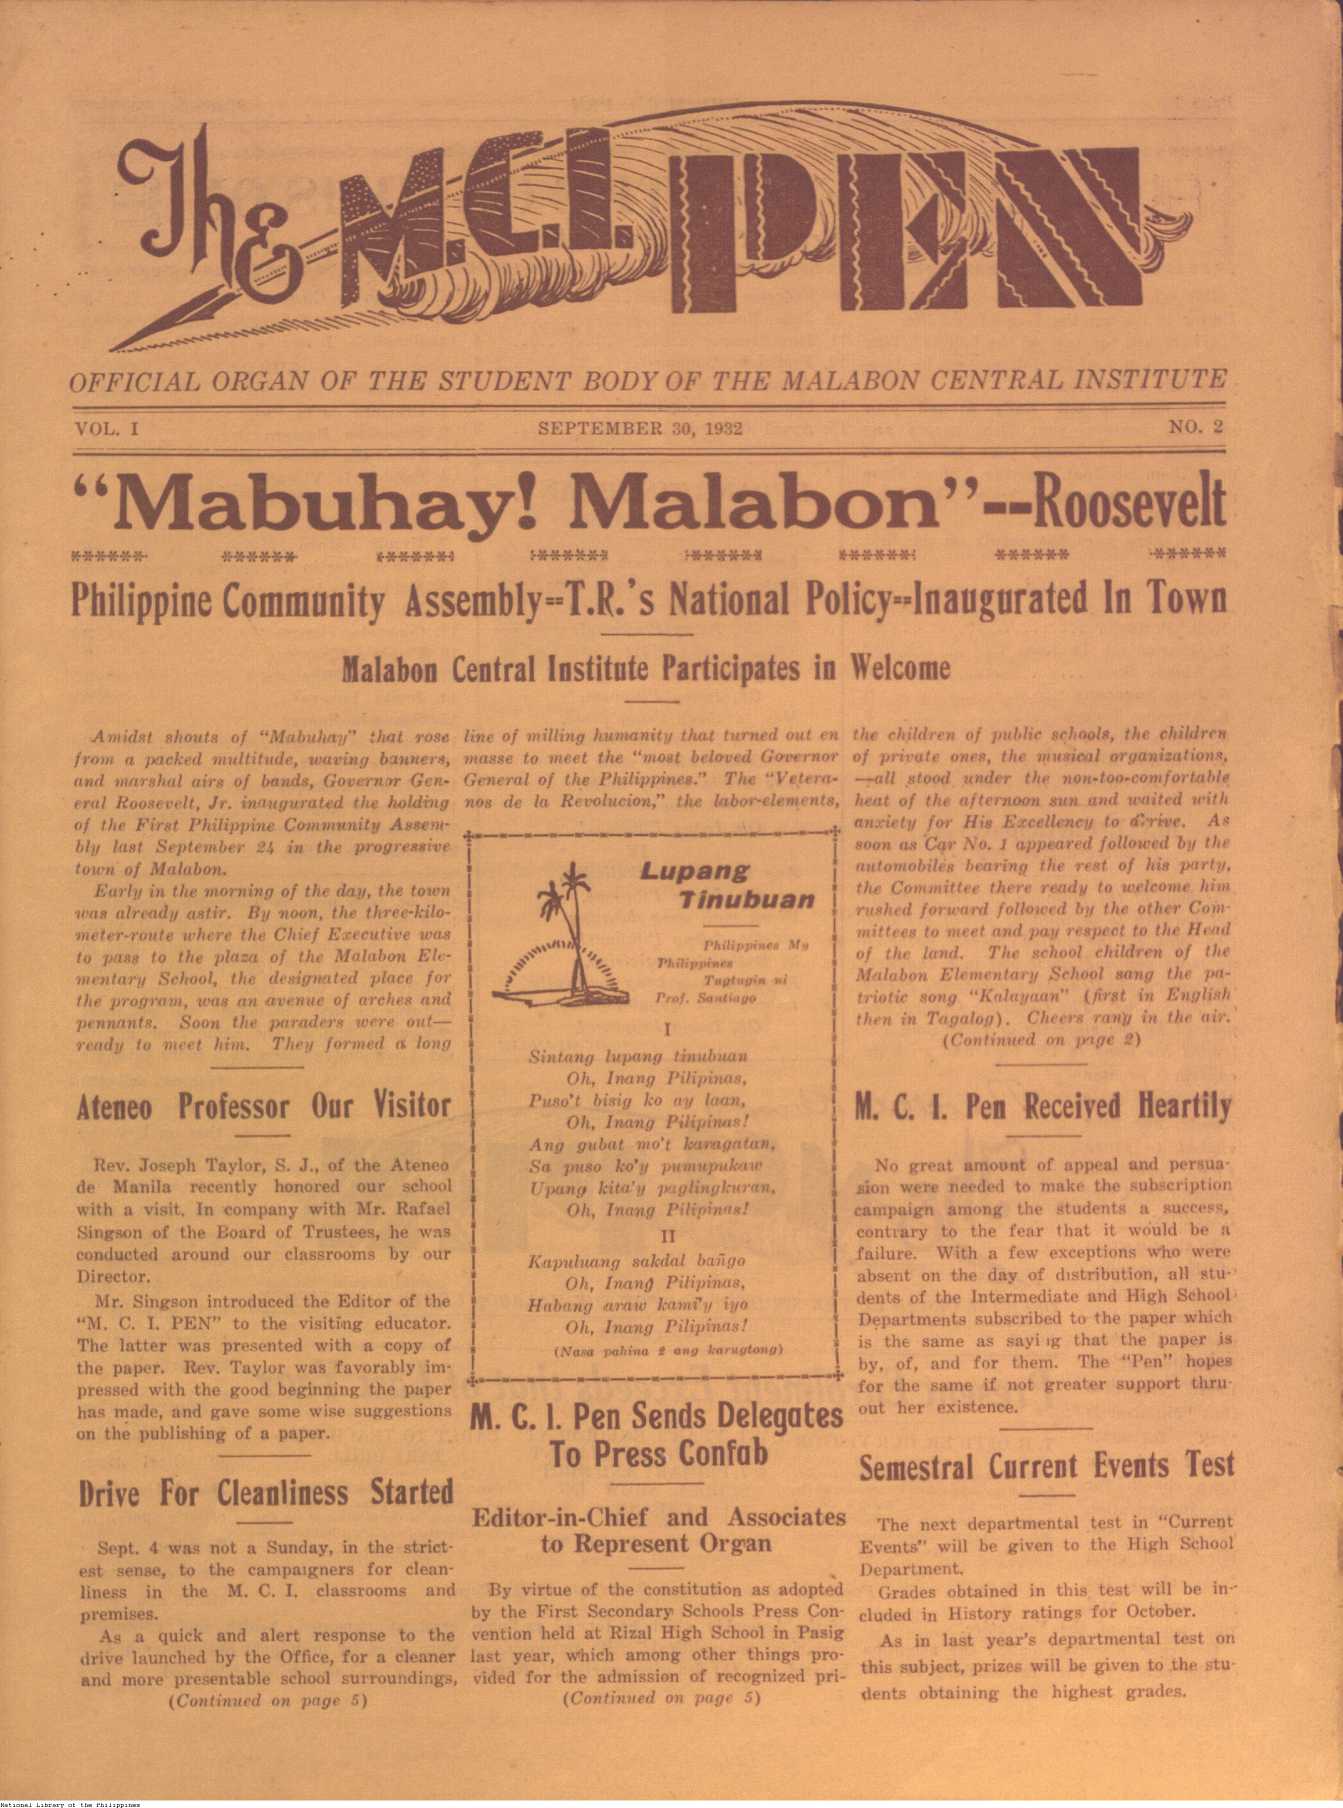 The M.C.I. PEN
OFFICIAL ORGAN OF THE STUDENT BODY OF THE MALABON CENTRAL INSTITUTE
VOL. I SEPTEMBER 30, 1932 NO. 2
"Mabuhay! Malabon"--Roosevelt
****** ****** ****** ****** ****** ****** ****** ******
Philippine Community Assembly=T.R.'s National Policy=Inaugurated In Town
Malabon Central Institute Participates in Welcome
Amidst shouts of "Mabuhay" that rose
from a packed multitude, waving banners,
and marshal airs of bands, Governor Gen-
eral Roosevelt, Jr. inaugurated the holding
of the First Philippine Community Assem-
bly last September 24 in the progressive
town of Malabon.
Early in the morning of the day, the town
was already astir. By noon, the three-kilo-
meter-route where the Chief Executive was
to pass to the plaza of the Malabon Ele-
mentary School, the designated place for
the program, was an avenue of arches and
pennants. Soon the paraders were out—
ready to meet him. They formed a long
line of milling humanity that turned out en
masse to meet the "most beloved Governor
General of the Philippines." The "Vetera-
nos de la Revolucion," the labor-elements,
the children of public schools, the children
of private ones, the musical organizations,
—all stood under the non-too-comfortable
heat of the afternoon sun and waited with
anxiety for His Excellency to arrive. As
soon as Car No. 1 appeared followed by the
automobiles bearing the rest of his party,
the Committee there ready to welcome him
rushed forward followed by the other Com-
mittees to meet and pay respect to the Head
of the land. The school children of the
Malabon Elementary School sang the pa-
triotic song "Kalayaan" (first in English
then in Tagalog). Cheers rang in the air.
(Continued on page 2)
Ateneo Professor Our Visitor
Rev. Joseph Taylor, S. J., of the Ateneo
de Manila recently honored our school
with a visit. In company with Mr. Rafael
Singson of the Board of Trustees, he was
conducted around our classrooms by our
Director.
Mr. Singson introduced the Editor of the
"M. C. I. PEN" to the visiting educator.
The latter was presented with a copy of
the paper. Rev. Taylor was favorably im-
pressed with the good beginning the paper
has made, and gave some wise suggestions
on the publishing of a paper.
Drive For Cleanliness Started
Sept. 4 was not a Sunday, in the strict-
est sense, to the campaigners for clean-
liness in the M. C. I. classrooms and
premises.
As a quick and alert response to the
drive launched by the Office, for a cleaner
and more presentable school surroundings,
(Continued on page 5)
Lupang
Tinubuan
Philippines My
Philippines
Tugtugin ni
Prof. Santiago
I
Sintang lupang tinubuan
Oh, Inang Pilipinas,
Puso't bisig ko ay laan,
Oh, Inang Pilipinas!
Ang gubat mo't karagatan,
Sa puso ko'y pumupukaw
Upang kita'y paglingkuran,
Oh, Inang Pilipinas!
II
Kapuluang sakdal bañgo
Oh, Inang Pilipinas,
Habang araw kami'y iyo
Oh, Inang Pilipinas!
(Nasa pahina 2 ang karugtong)
M. C. I. Pen Sends Delegates
To Press Confab
Editor-in-Chief and Associates
to Represent Organ
By virtue of the constitution as adopted
by the First Secondary Schools Press Con-
vention held at Rizal High School in Pasig
last year, which among other things pro-
vided for the admission of recognized pri-
(Continued on page 5)
M. C. I. Pen Received Heartily
No great amount of appeal and persua-
sion were needed to make the subscription
campaign among the students a success,
contrary to the fear that it would be a
failure. With a few exceptions who were
absent on the day of distribution, all stu-
dents of the Intermediate and High School
Departments subscribed to the paper which
is the same as saying that the paper is
by, of, and for them. The "Pen" hopes
for the same if not greater support thru-
out her existence.
Semestral Current Events Test
The next departmental test in "Current
Events" will be given to the High School
Department.
Grades obtained in this test will be in-
cluded in History ratings for October.
As in last year's departmental test on
this subject, prizes will be given to the stu-
dents obtaining the highest grades.
National Library of the Philippines